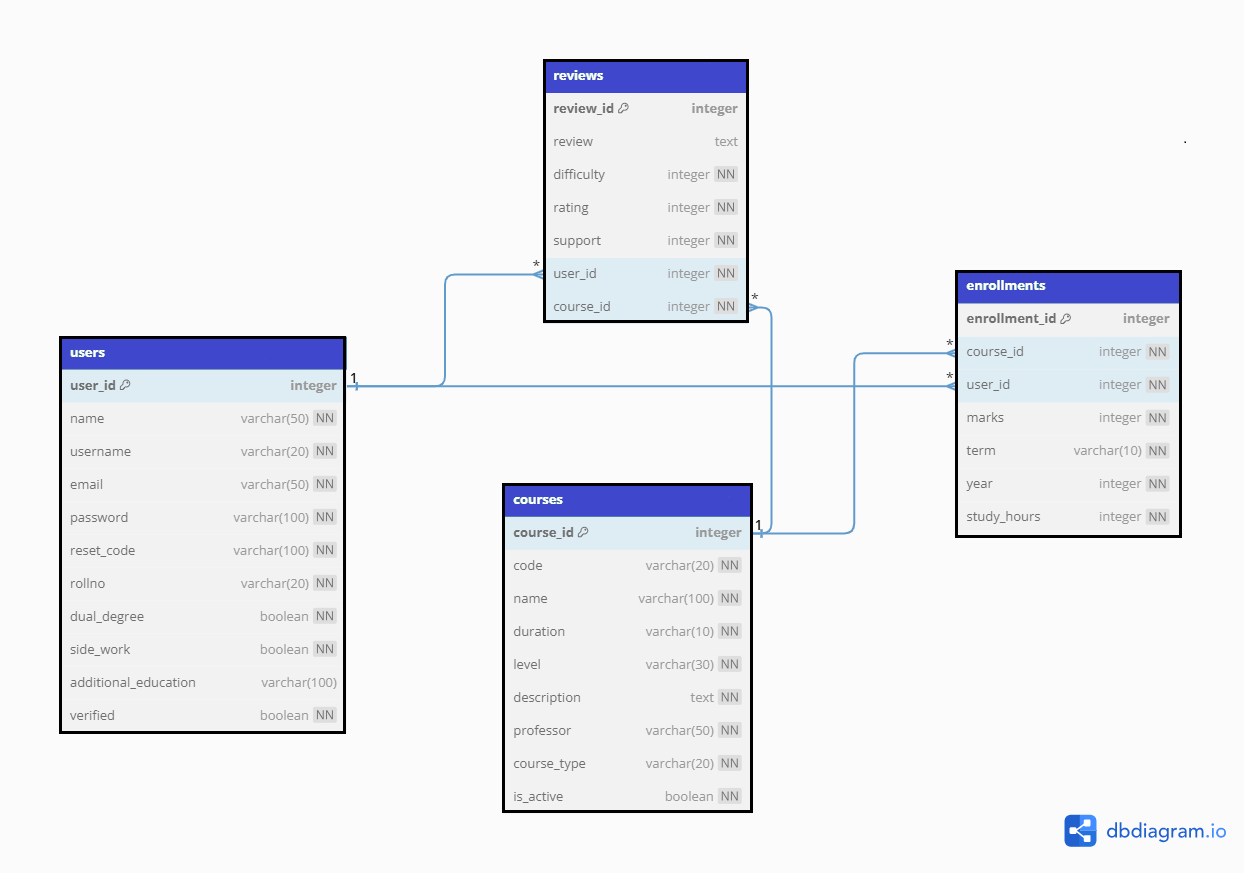 reviews
review_id integer
review text
difficulty integer NN
rating integer NN
support integer NN
* user_id integer NN
course_id integer NN *
enrollments
enrollment_id integer
* course_id integer NN
* user_id integer NN
marks integer NN
term varchar(10) NN
year integer NN
study_hours integer NN
users
user_id integer 1
name varchar(50) NN
username varchar(20) NN
email varchar(50) NN
password varchar(100) NN
reset_code varchar(100) NN
rollno varchar(20) NN
dual_degree boolean NN
side_work boolean NN
additional_education varchar(100)
verified boolean NN
courses
course_id integer 1
code varchar(20) NN
name varchar(100) NN
duration varchar(10) NN
level varchar(30) NN
description text NN
professor varchar(50) NN
course_type varchar(20) NN
is_active boolean NN
dbdiagram.io